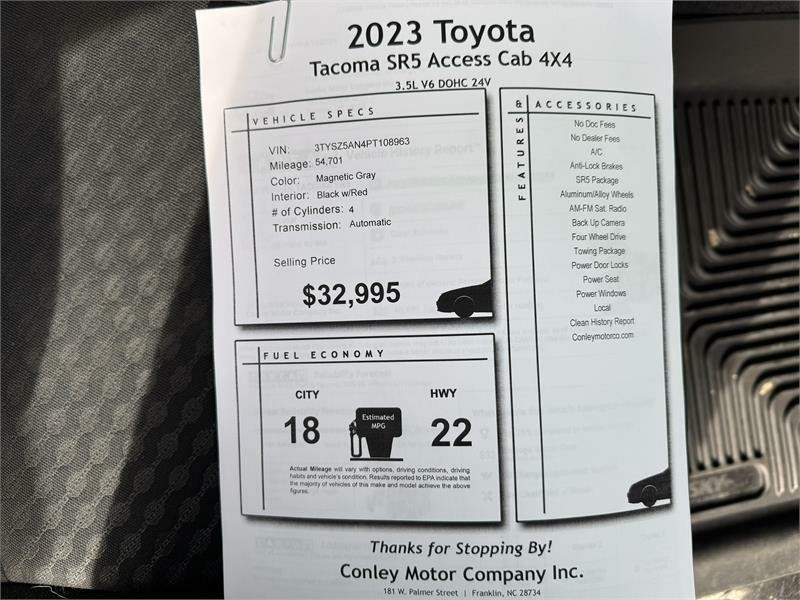 2023 Toyota
Tacoma SR5 Access Cab 4X4
3.5L V6 DOHC 24V
VEHICLE SPECS
VIN: 3TYSZ5AN4PT108963
Mileage: 54,701
Color: Magnetic Gray
Interior: Black w/Red
# of Cylinders: 4
Transmission: Automatic
Selling Price
$32,995
FUEL ECONOMY
CITY
HWY
18
Estimated
MPG
22
Actual Mileage will vary with options, driving conditions, driving
habits and vehicle's condition. Results reported to EPA indicate that
the majority of vehicles of this make and model achieve the above
figures.
FEATURES & ACCESSORIES
No Doc Fees
No Dealer Fees
A/C
Anti-Lock Brakes
SR5 Package
Aluminum/Alloy Wheels
AM-FM Sat. Radio
Back Up Camera
Four Wheel Drive
Towing Package
Power Door Locks
Power Seat
Power Windows
Local
Clean History Report
Conleymotorco.com
Thanks for Stopping By!
Conley Motor Company Inc.
181 W. Palmer Street | Franklin, NC 28734